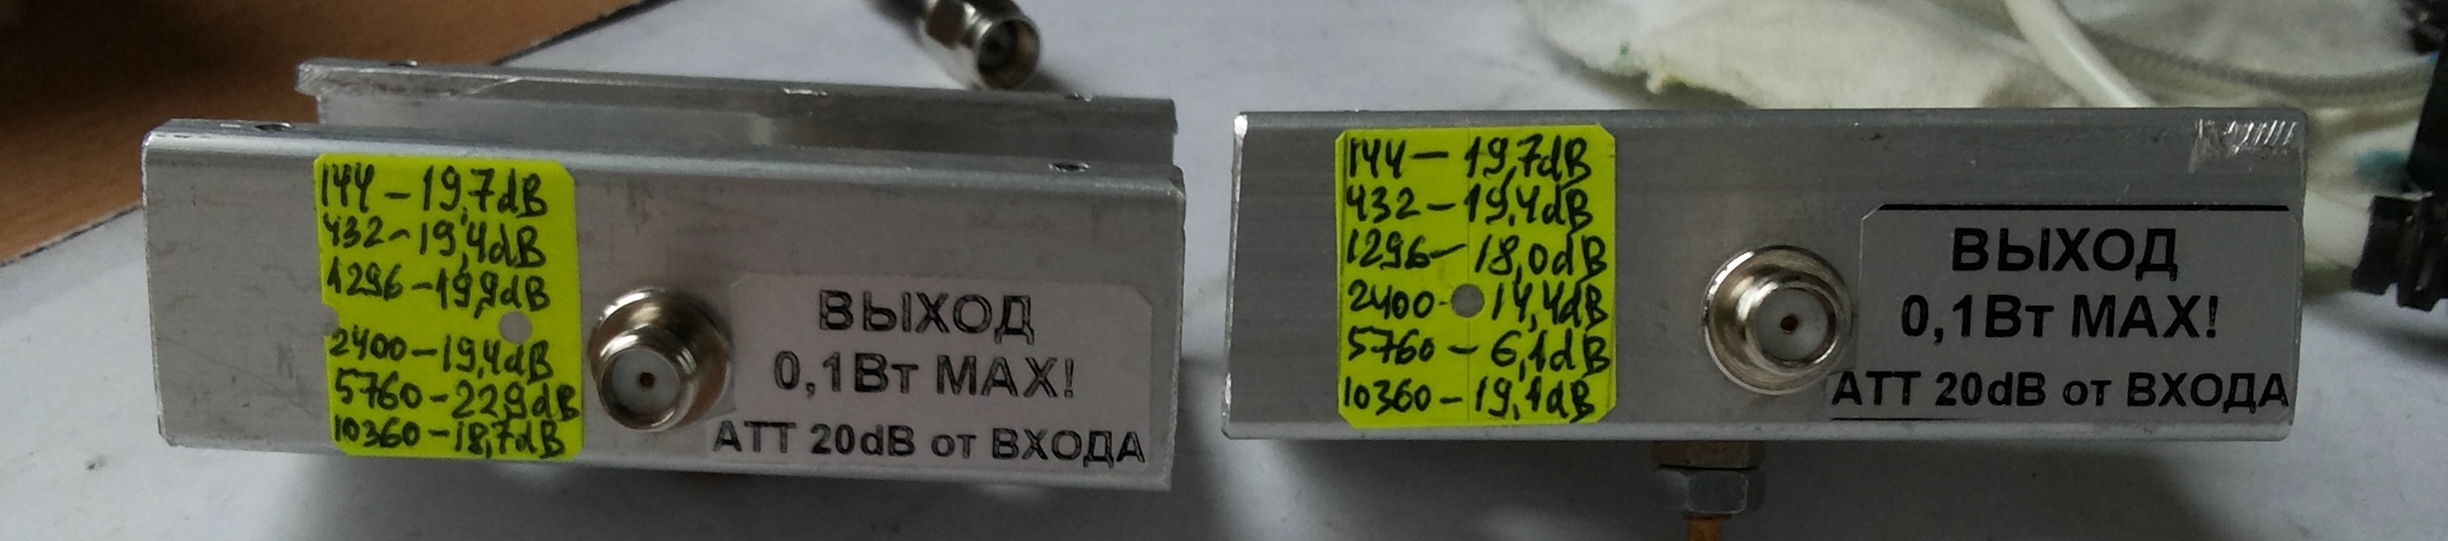 144-19,7dB
432-19,4dB
1296-19,9dB
2400-19,4dB
5760-22,9dB
10360-18,7dB
ВЫХОД
0,1Вт MAX!
АТТ 20dB от ВХОДА
144-19,7dB
432-19,4dB
1296-18,0dB
2400-14,4dB
5760-6,1dB
10360-19,1dB
ВЫХОД
0,1Вт MAX!
АТТ 20dB от ВХОДА